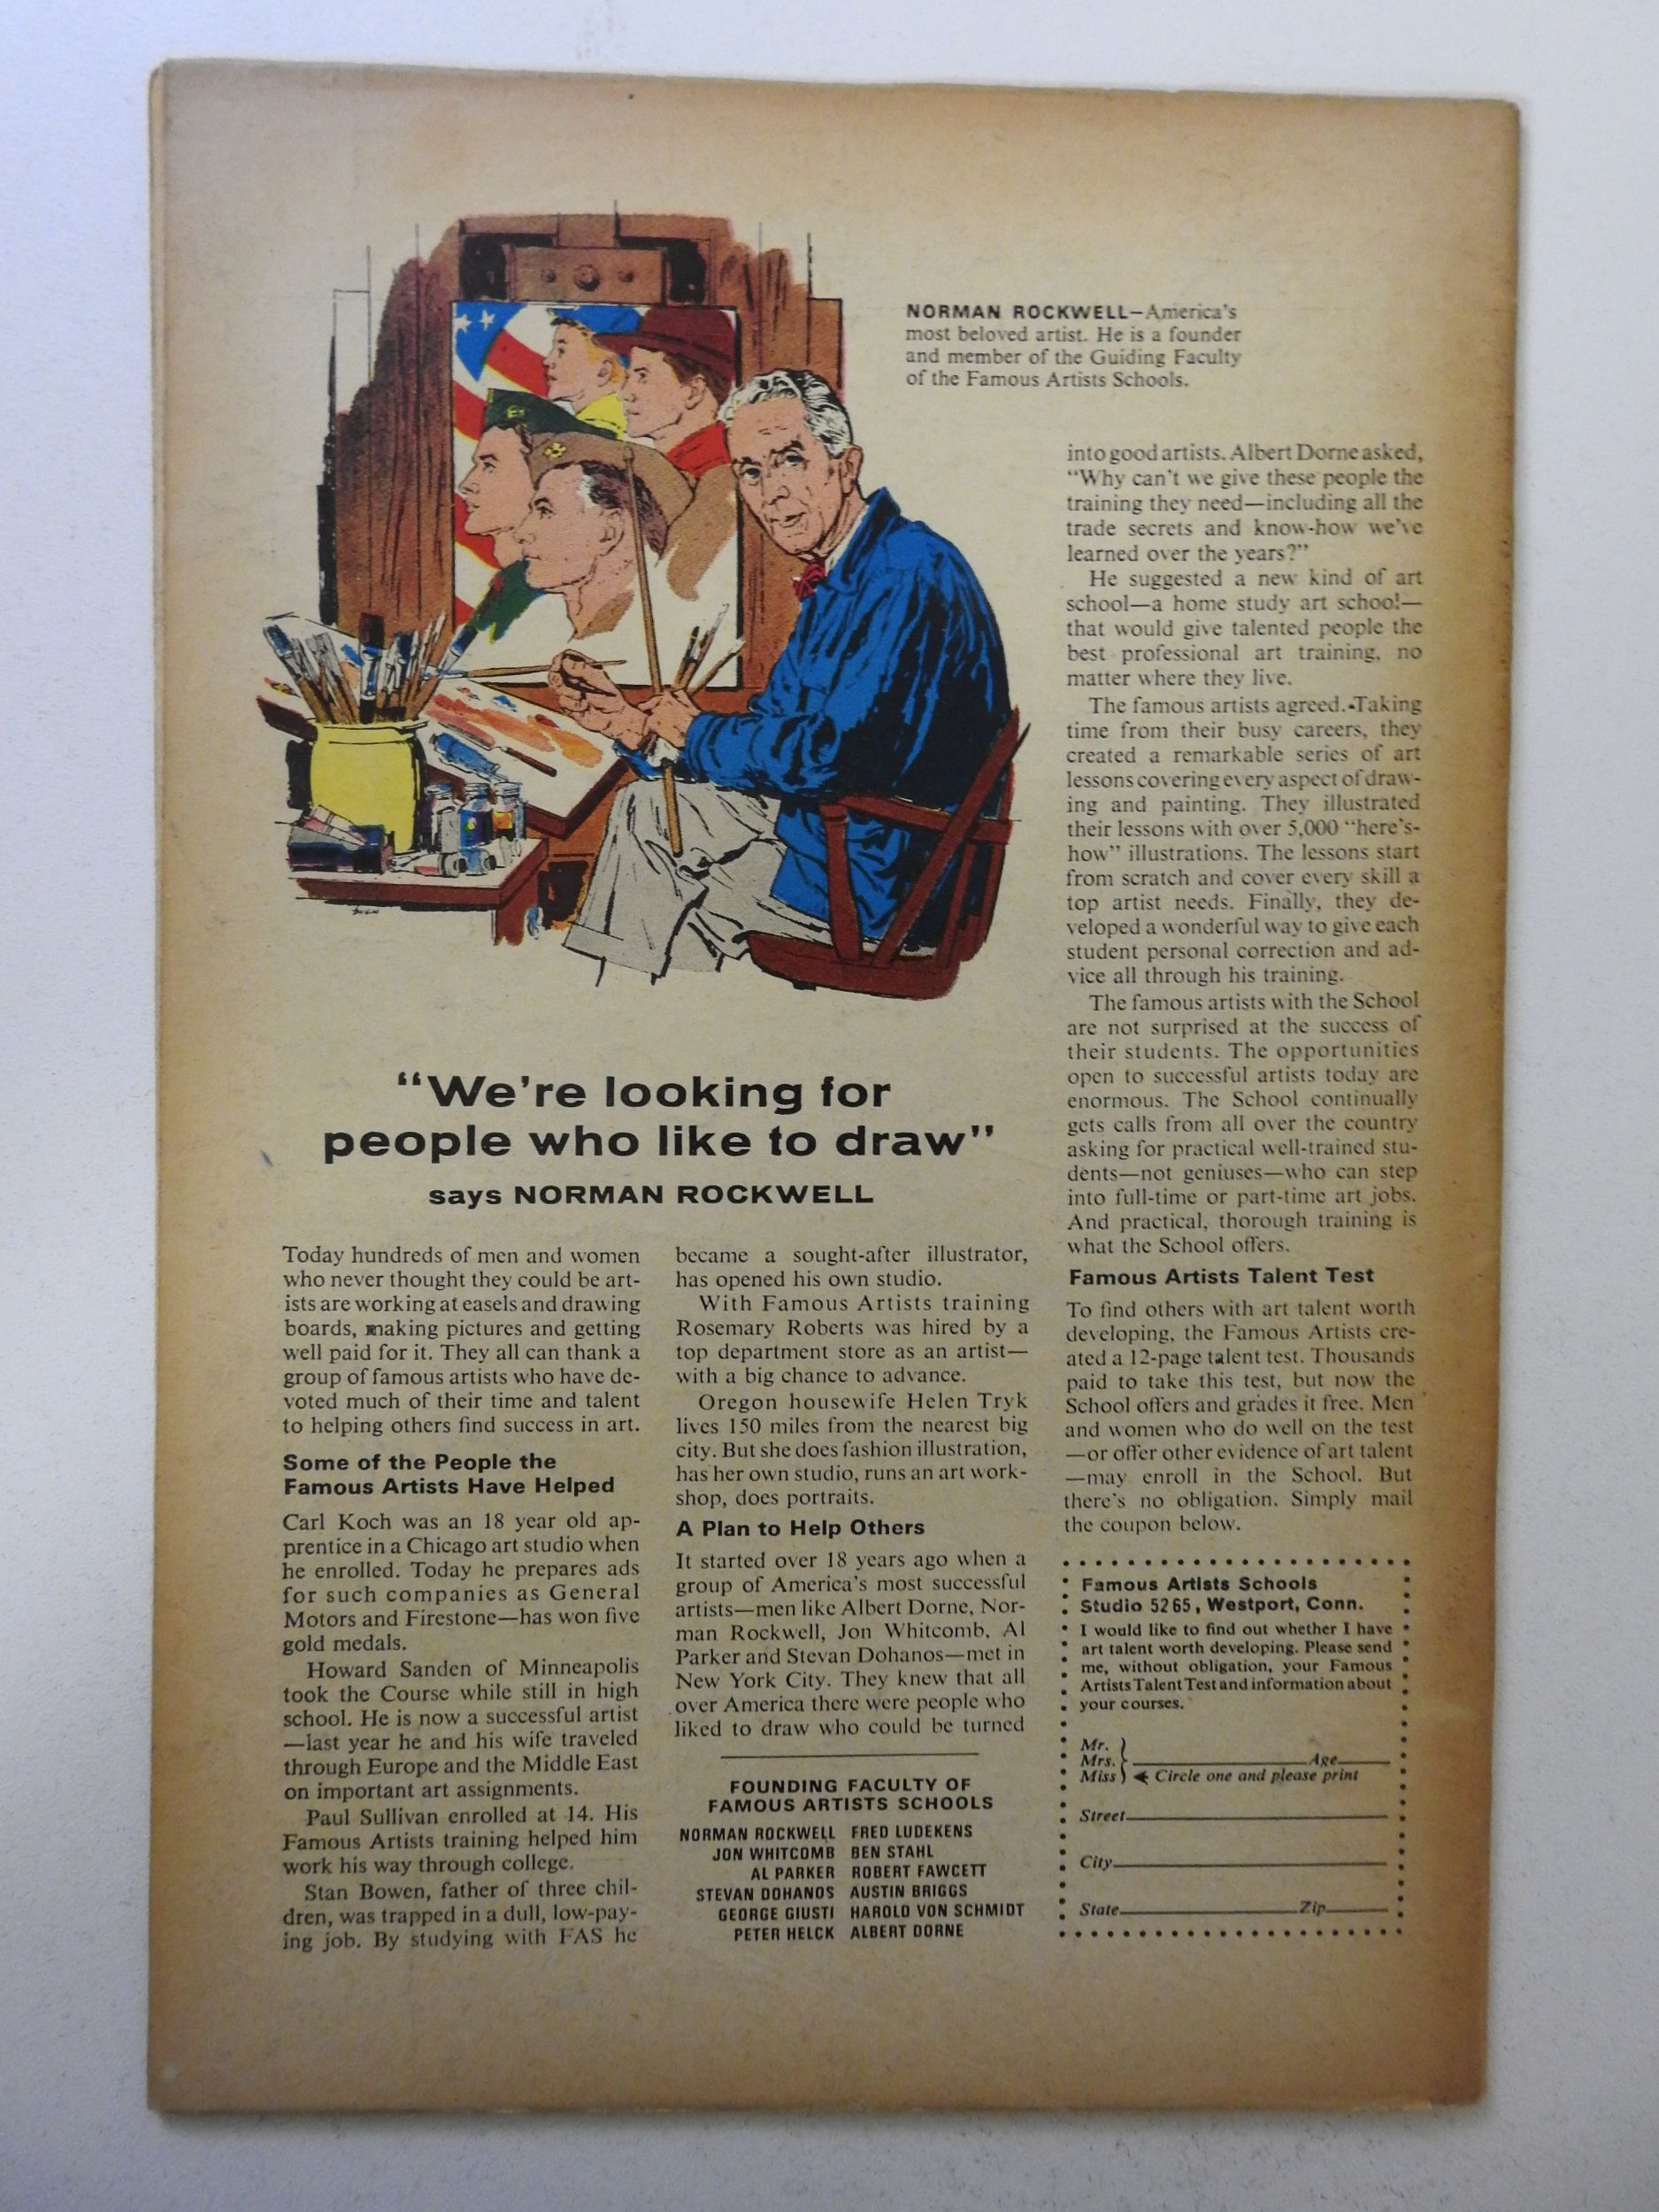 NORMAN ROCKWELL—America's
most beloved artist. He is a founder
and member of the Guiding Faculty
of the Famous Artists Schools.
"We're looking for
people who like to draw"
says NORMAN ROCKWELL
Today hundreds of men and women
who never thought they could be art-
ists are working at easels and drawing
boards, making pictures and getting
well paid for it. They all can thank a
group of famous artists who have de-
voted much of their time and talent
to helping others find success in art.
Some of the People the
Famous Artists Have Helped
Carl Koch was an 18 year old ap-
prentice in a Chicago art studio when
he enrolled. Today he prepares ads
for such companies as General
Motors and Firestone—has won five
gold medals.
Howard Sanden of Minneapolis
took the Course while still in high
school. He is now a successful artist
—last year he and his wife traveled
through Europe and the Middle East
on important art assignments.
Paul Sullivan enrolled at 14. His
Famous Artists training helped him
work his way through college.
Stan Bowen, father of three chil-
dren, was trapped in a dull, low-pay-
ing job. By studying with FAS he
became a sought-after illustrator,
has opened his own studio.
With Famous Artists training
Rosemary Roberts was hired by a
top department store as an artist—
with a big chance to advance.
Oregon housewife Helen Tryk
lives 150 miles from the nearest big
city. But she does fashion illustration,
has her own studio, runs an art work-
shop, does portraits.
A Plan to Help Others
It started over 18 years ago when a
group of America's most successful
artists—men like Albert Dorne, Nor-
man Rockwell, Jon Whitcomb, Al
Parker and Stevan Dohanos—met in
New York City. They knew that all
over America there were people who
liked to draw who could be turned
FOUNDING FACULTY OF
FAMOUS ARTISTS SCHOOLS
NORMAN ROCKWELL FRED LUDEKENS
JON WHITCOMB BEN STAHL
AL PARKER ROBERT FAWCETT
STEVAN DOHANOS AUSTIN BRIGGS
GEORGE GIUSTI HAROLD VON SCHMIDT
PETER HELCK ALBERT DORNE
into good artists. Albert Dorne asked,
"Why can't we give these people the
training they need—including all the
trade secrets and know-how we've
learned over the years?"
He suggested a new kind of art
school—a home study art school—
that would give talented people the
best professional art training, no
matter where they live.
The famous artists agreed. Taking
time from their busy careers, they
created a remarkable series of art
lessons covering every aspect of draw-
ing and painting. They illustrated
their lessons with over 5,000 "here's-
how" illustrations. The lessons start
from scratch and cover every skill a
top artist needs. Finally, they de-
veloped a wonderful way to give each
student personal correction and ad-
vice all through his training.
The famous artists with the School
are not surprised at the success of
their students. The opportunities
open to successful artists today are
enormous. The School continually
gets calls from all over the country
asking for practical well-trained stu-
dents—not geniuses—who can step
into full-time or part-time art jobs.
And practical, thorough training is
what the School offers.
Famous Artists Talent Test
To find others with art talent worth
developing, the Famous Artists cre-
ated a 12-page talent test. Thousands
paid to take this test, but now the
School offers and grades it free. Men
and women who do well on the test
—or offer other evidence of art talent
—may enroll in the School. But
there's no obligation. Simply mail
the coupon below.
Famous Artists Schools
Studio 5265, Westport, Conn.
I would like to find out whether I have
art talent worth developing. Please send
me, without obligation, your Famous
Artists Talent Test and information about
your courses.
Mr.
Mrs. Age
Miss Circle one and please print
Street
City
State Zip